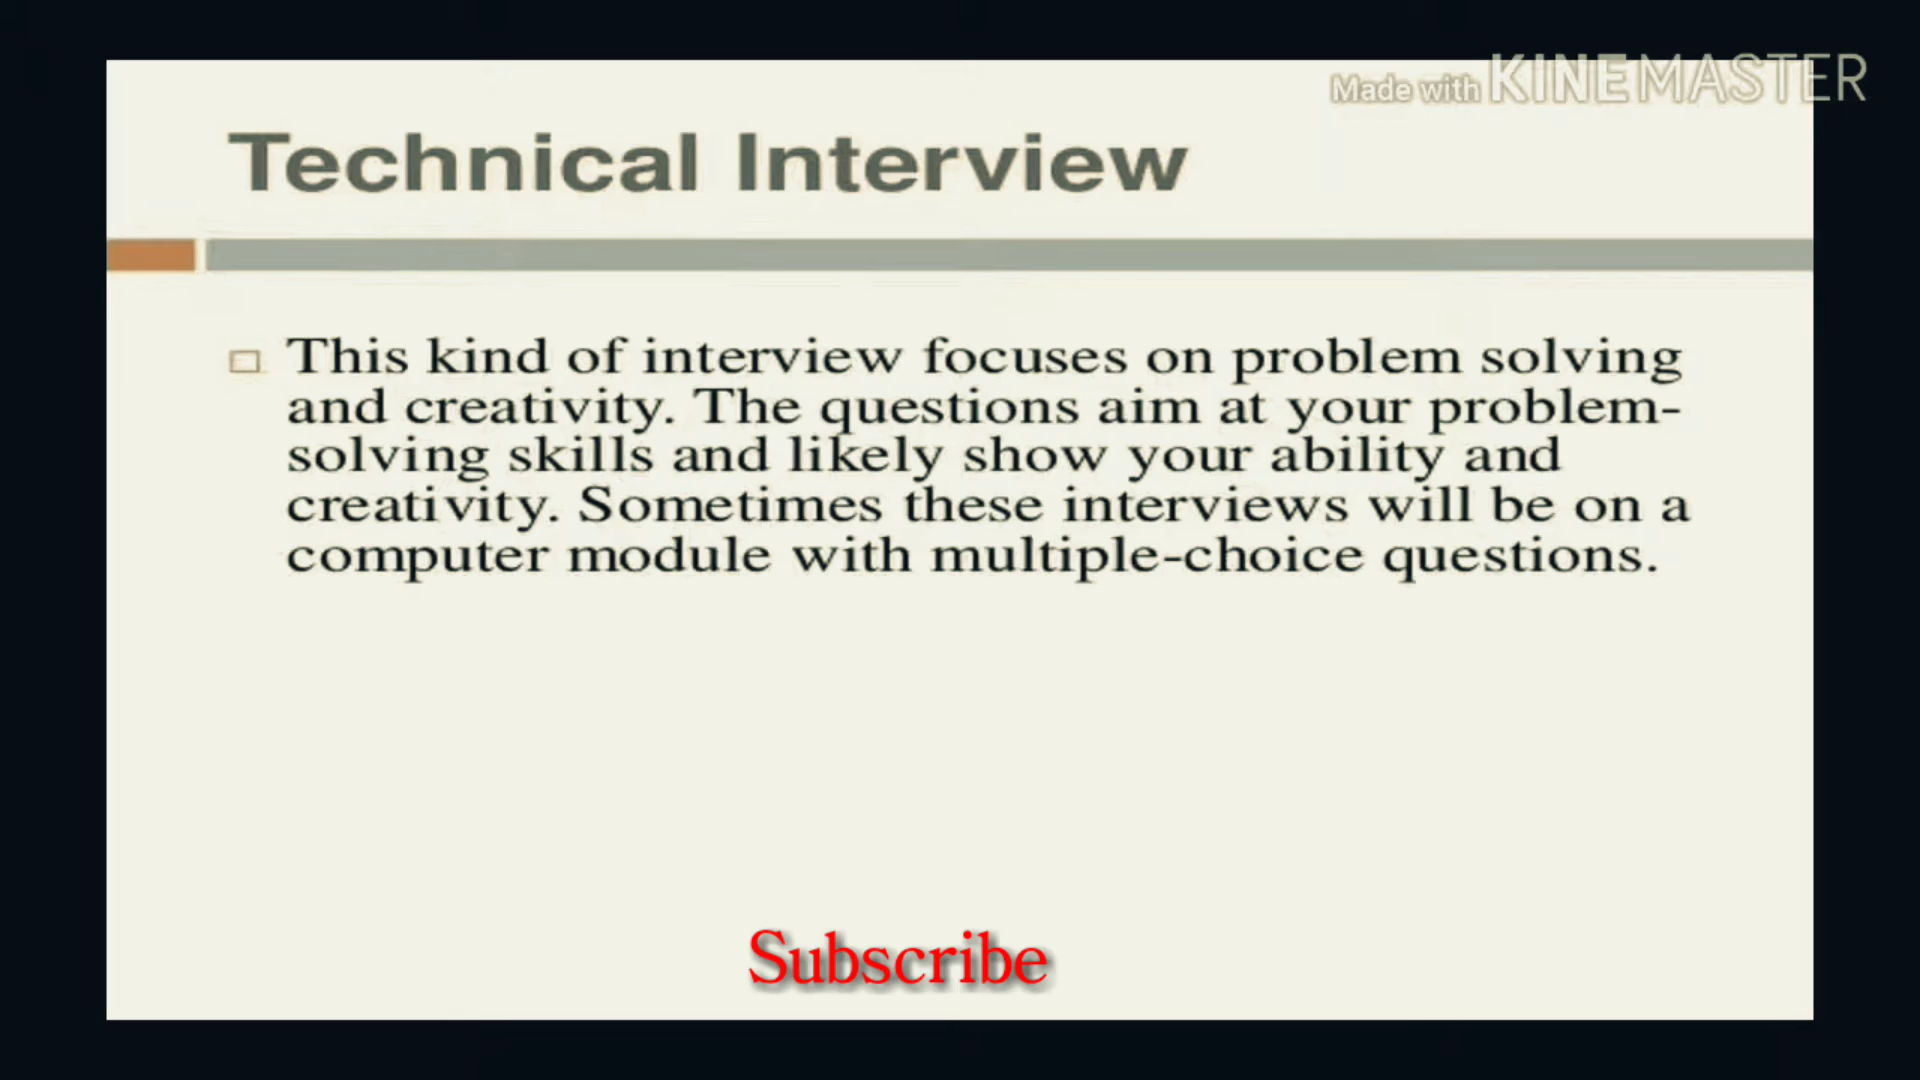 Made with KINEMASTER
Technical Interview
This kind of interview focuses on problem solving
and creativity. The questions aim at your problem-
solving skills and likely show your ability and
creativity. Sometimes these interviews will be on a
computer module with multiple-choice questions.
Subscribe